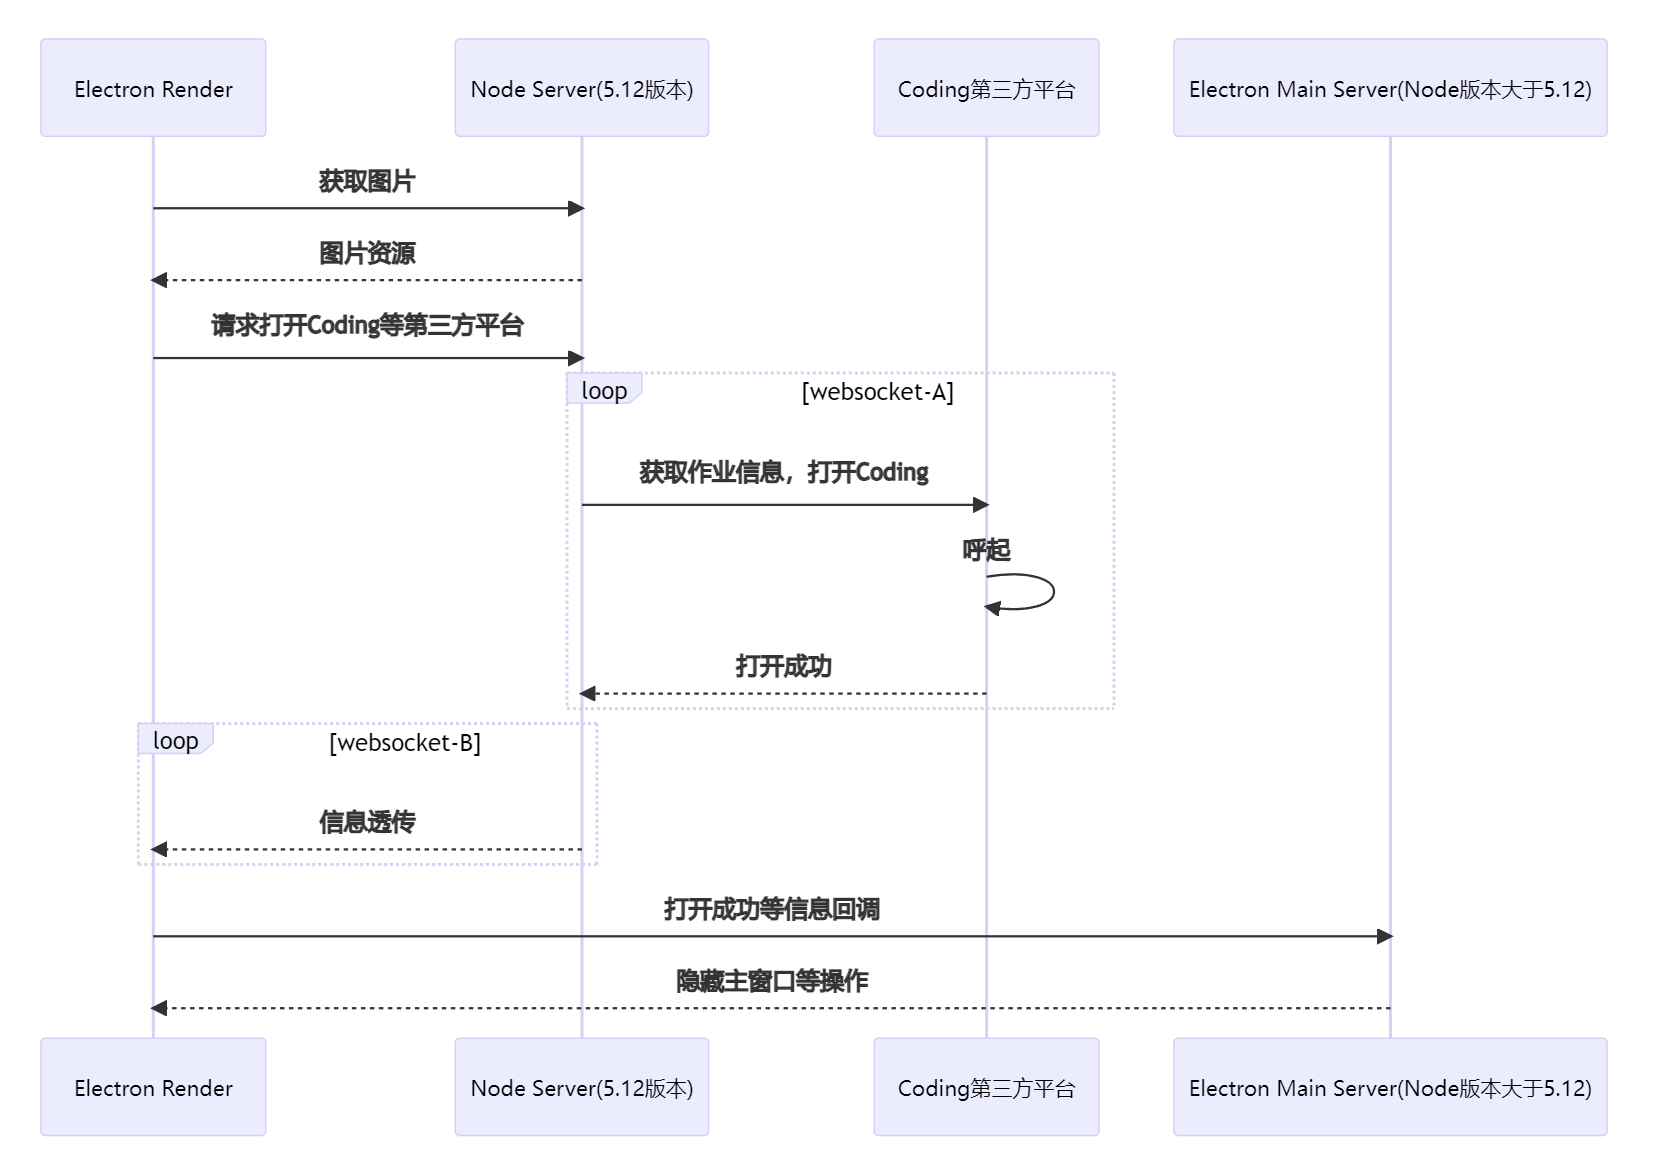 Electron Render
Node Server(5.12版本)
Coding第三方平台
Electron Main Server(Node版本大于5.12)
获取图片
图片资源
请求打开Coding等第三方平台
loop
[websocket-A]
获取作业信息，打开Coding
呼起
打开成功
loop
[websocket-B]
信息透传
打开成功等信息回调
隐藏主窗口等操作
Electron Render
Node Server(5.12版本)
Coding第三方平台
Electron Main Server(Node版本大于5.12)